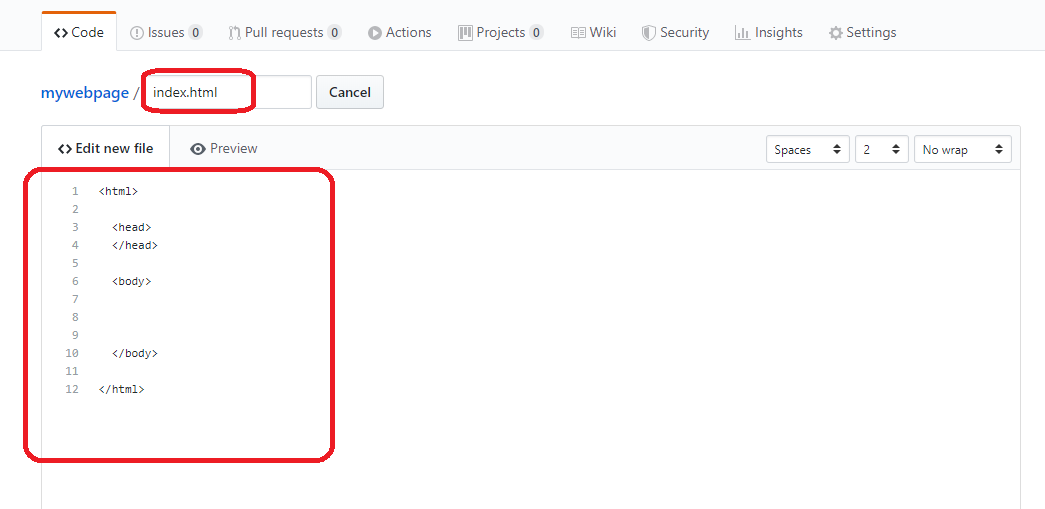 <> Code Issues 0 Pull requests 0 Actions Projects 0 Wiki Security Insights Settings
mywebpage / index.html Cancel
<> Edit new file Preview Spaces 2 No wrap
1 <html>
2
3 <head>
4 </head>
5
6 <body>
7
8
9
10 </body>
11
12 </html>